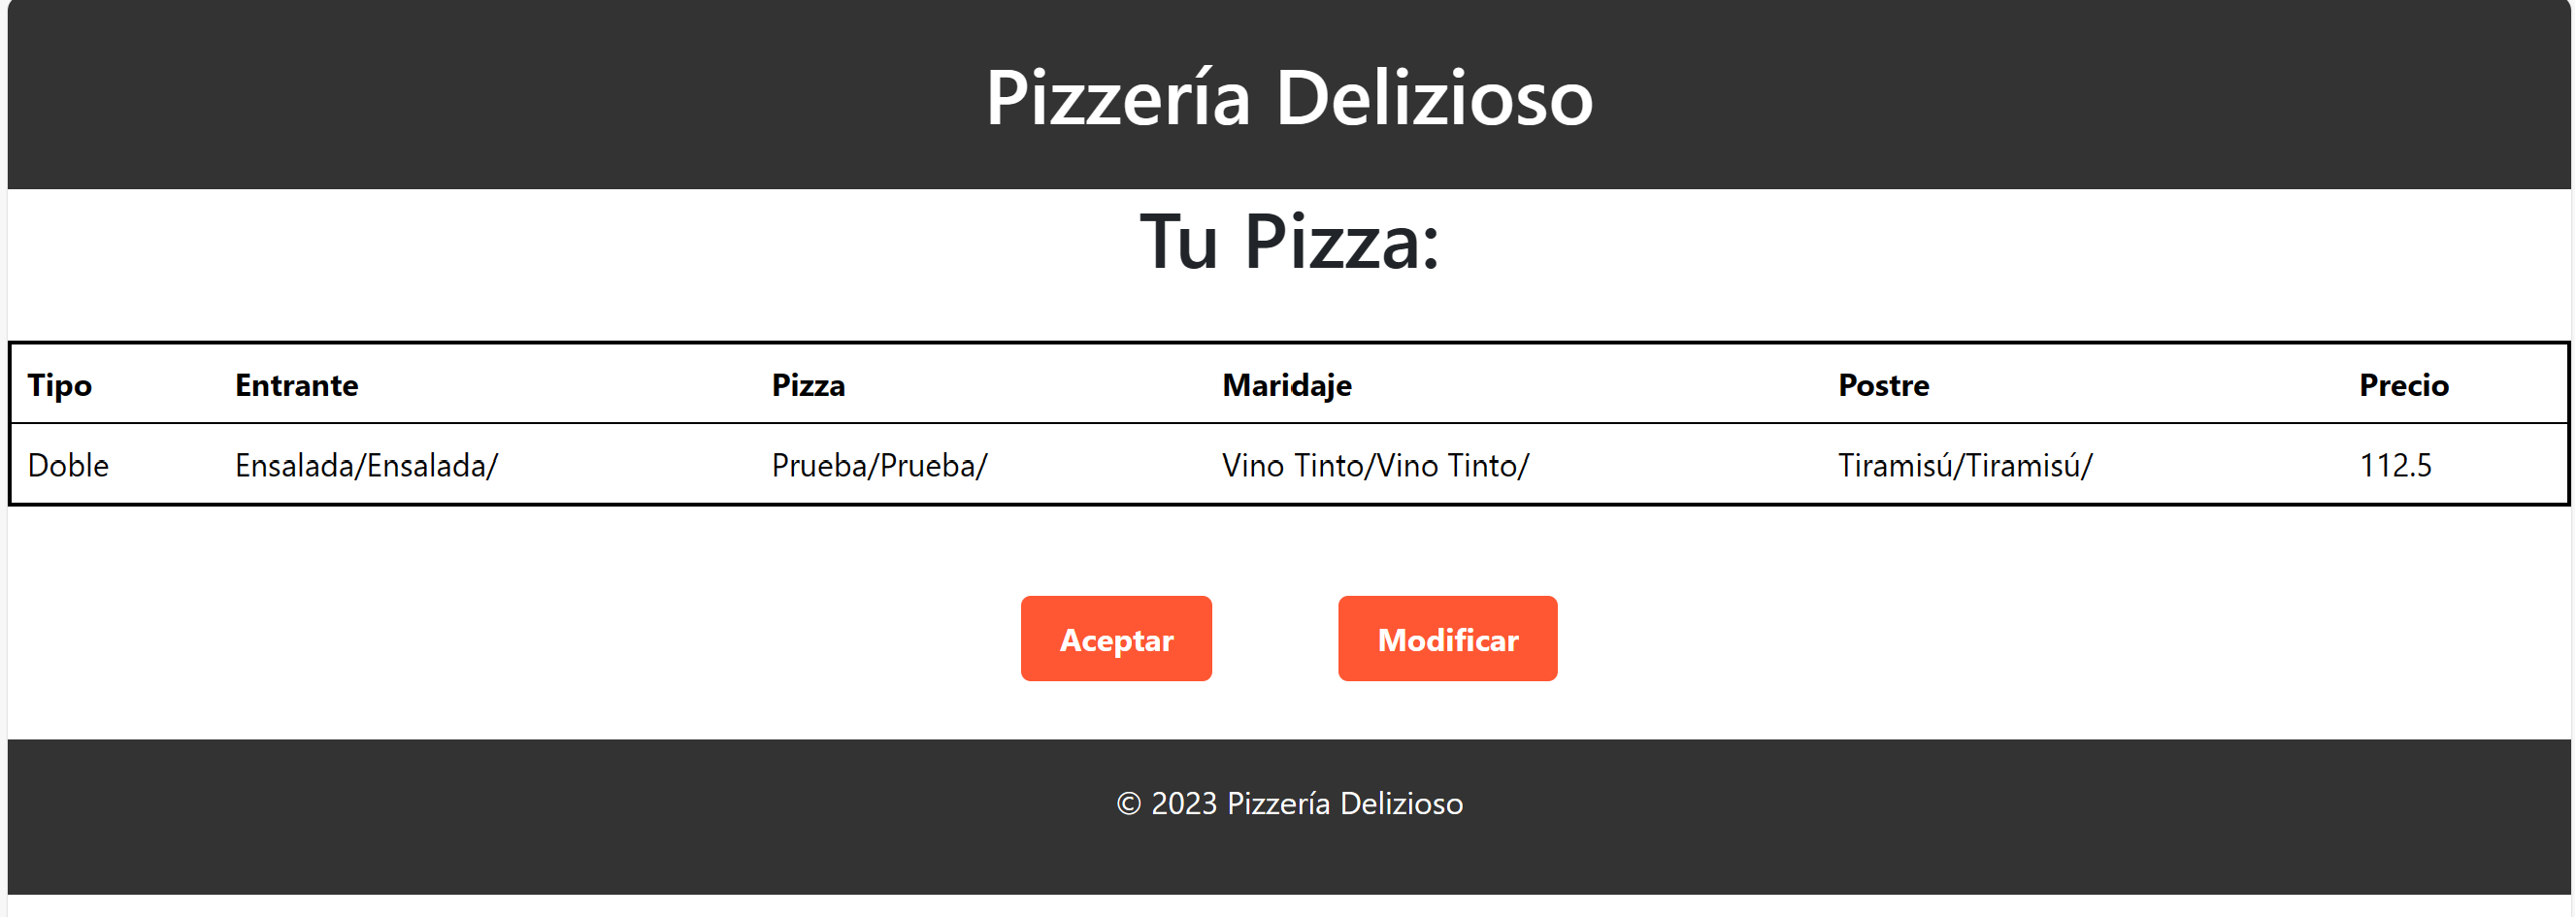 Pizzería Delizioso
Tu Pizza:
Tipo Entrante Pizza Maridaje Postre Precio
Doble Ensalada/Ensalada/ Prueba/Prueba/ Vino Tinto/Vino Tinto/ Tiramisú/Tiramisú/ 112.5
Aceptar Modificar
© 2023 Pizzería Delizioso